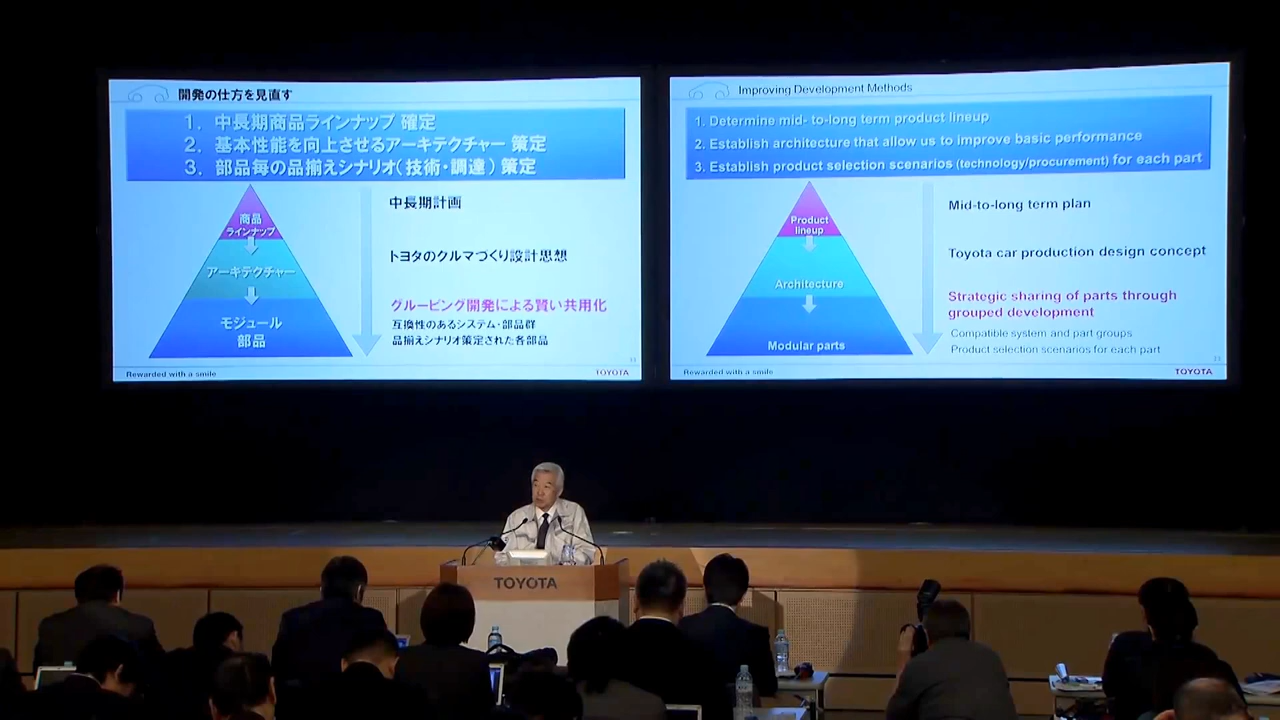 開発の仕方を見直す
1. 中長期商品ラインナップ 確定
2. 基本性能を向上させるアーキテクチャー 策定
3. 部品毎の品揃えシナリオ(技術・調達) 策定
商品
ラインナップ
アーキテクチャー
モジュール
部品
中長期計画
トヨタのクルマづくり設計思想
グルーピング開発による賢い共用化
互換性のあるシステム・部品群
品揃えシナリオ策定された各部品
Rewarded with a smile
TOYOTA
Improving Development Methods
1. Determine mid- to-long term product lineup
2. Establish architecture that allow us to improve basic performance
3. Establish product selection scenarios (technology/procurement) for each part
Product
lineup
Architecture
Modular parts
Mid-to-long term plan
Toyota car production design concept
Strategic sharing of parts through
grouped development
Compatible system and part groups
Product selection scenarios for each part
Rewarded with a smile
TOYOTA
TOYOTA